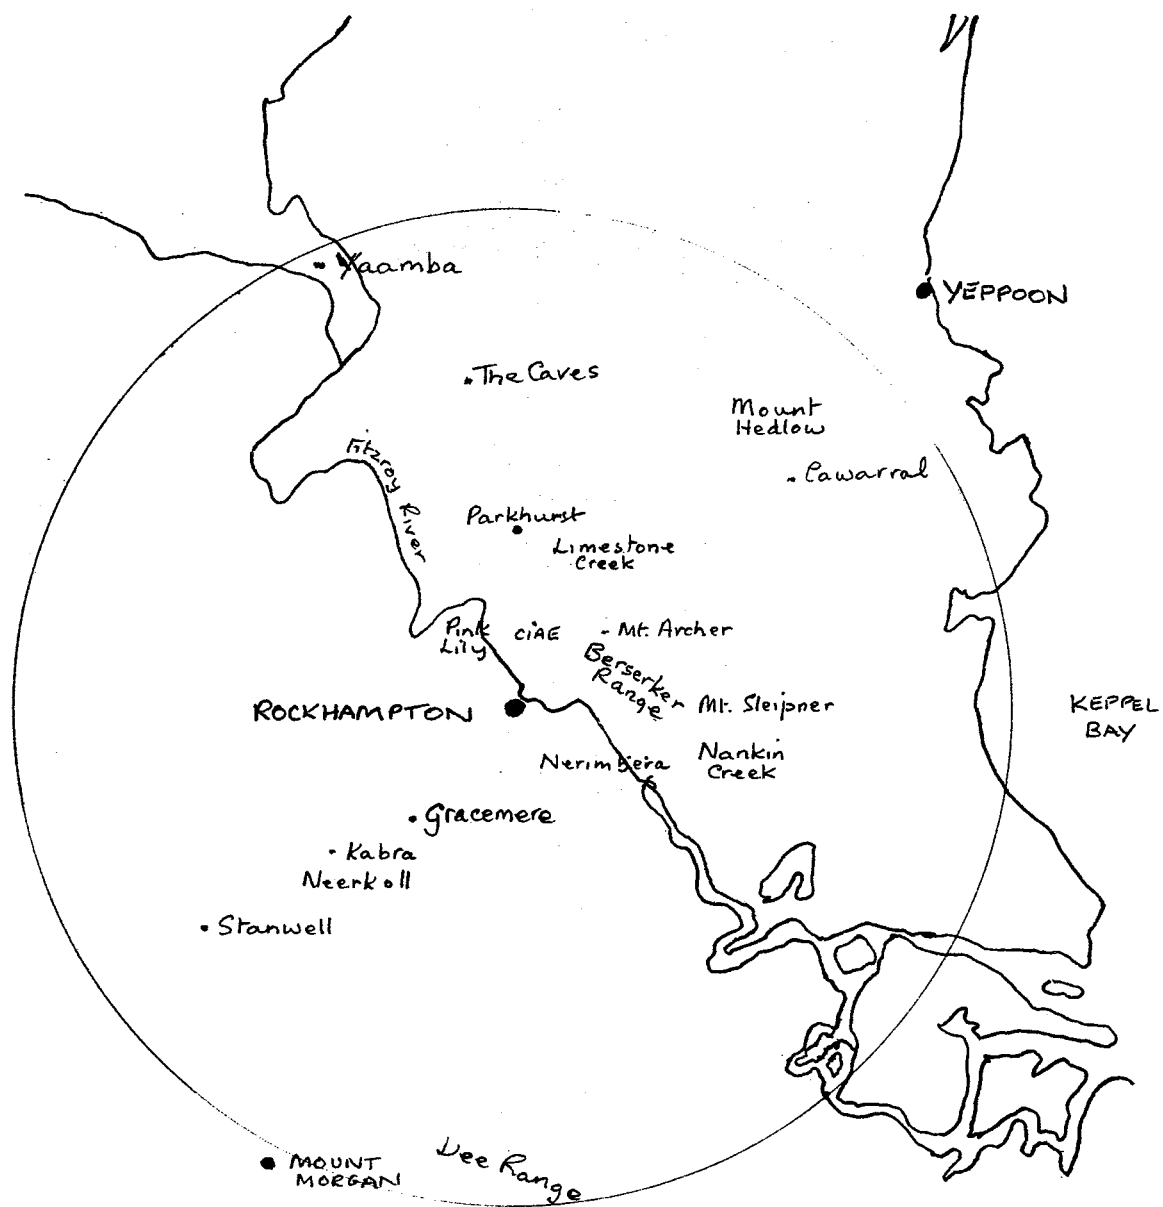 Yaamba
YEPPOON
The Caves
Mount
Hedlow
Cawarral
Fitzroy River
Parkhurst
Limestone
Creek
Pink
Lily
CIAE
Mt. Archer
Berserker
Range
ROCKHAMPTON
Mt. Sleipner
KEPPEL
BAY
Nerimbera
Nankin
Creek
Gracemere
Kabra
Neerkoll
Stanwell
MOUNT
MORGAN
Dee Range